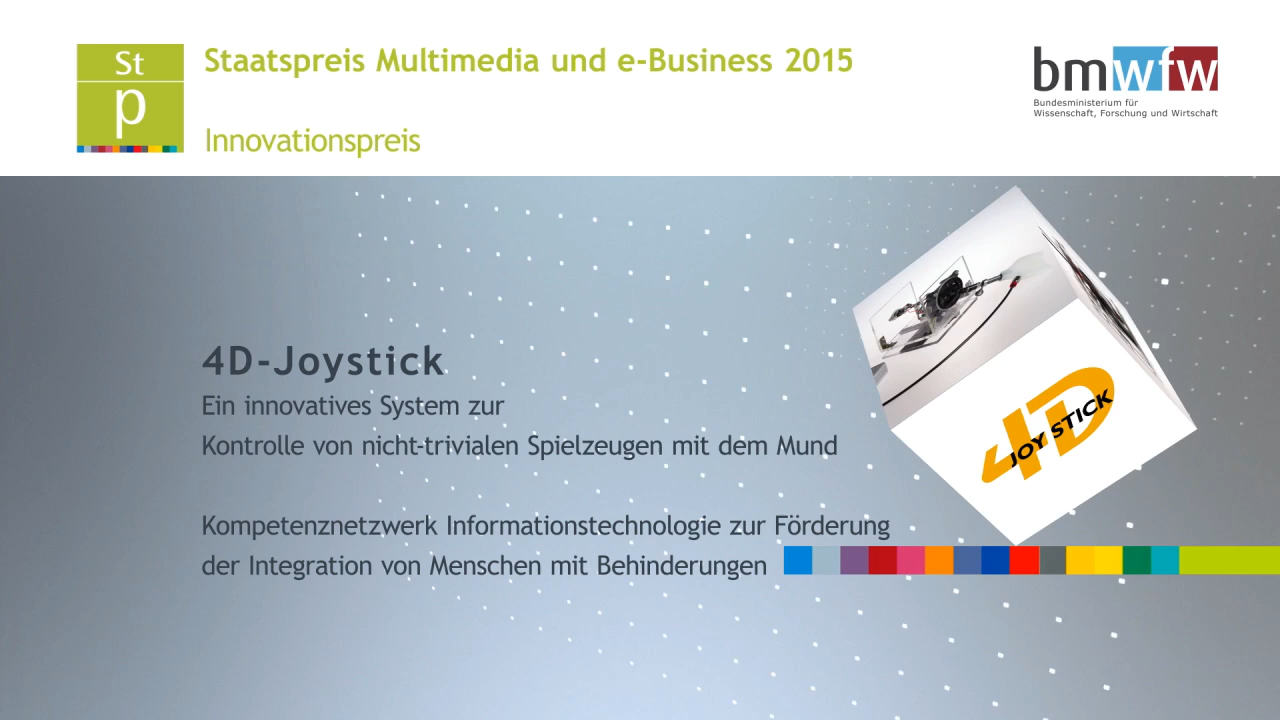 St
p
Staatspreis Multimedia und e-Business 2015
Innovationspreis
bmwfw
Bundesministerium für
Wissenschaft, Forschung und Wirtschaft
4D-Joystick
Ein innovatives System zur
Kontrolle von nicht-trivialen Spielzeugen mit dem Mund
Kompetenznetzwerk Informationstechnologie zur Förderung
der Integration von Menschen mit Behinderungen
4D
JOYSTICK